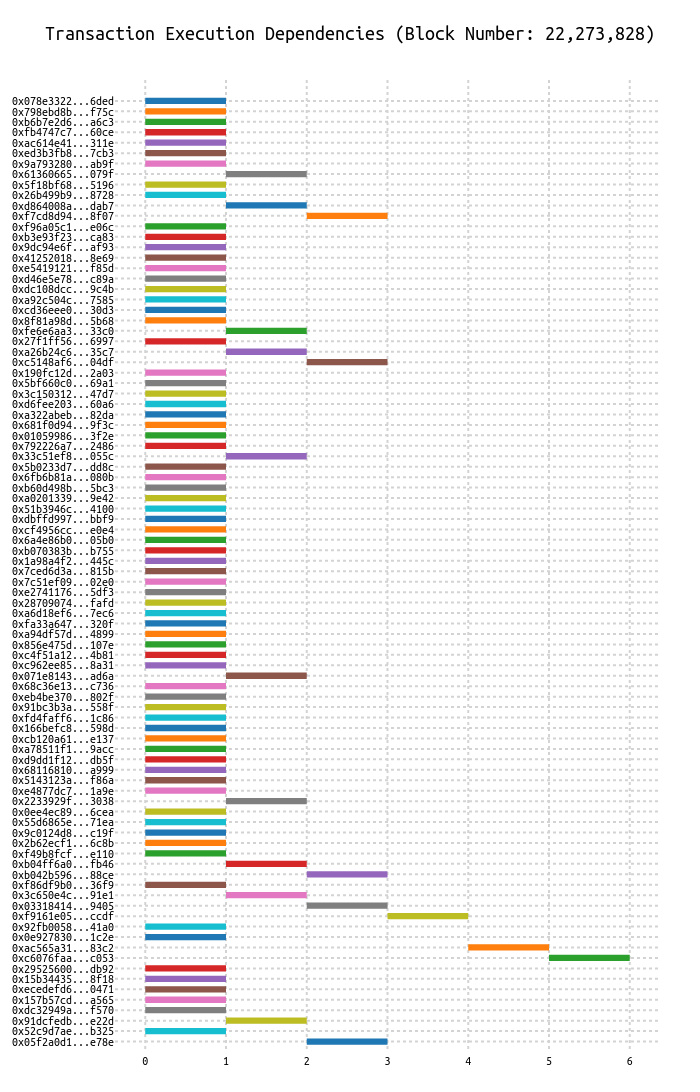 Transaction Execution Dependencies (Block Number: 22,273,828)
0x078e3322...6ded
0x798ebd8b...f75c
0xb6b7e2d6...a6c3
0xfb4747c7...60ce
0xac614e41...311e
0xed3b3fb8...7cb3
0x9a793280...ab9f
0x61360665...079f
0x5f18bf68...5196
0x26b499b9...8728
0xd864008a...dab7
0xf7cd8d94...8f07
0xf96a05c1...e06c
0xb3e93f23...ca83
0x9dc94e6f...af93
0x41252018...8e69
0xe5419121...f85d
0xd46e5e78...c89a
0xdc108dcc...9c4b
0xa92c504c...7585
0xcd36eee0...30d3
0x8f81a98d...5b68
0xfe6e6aa3...33c0
0x27f1ff56...6997
0xa26b24c6...35c7
0xc5148af6...04df
0x190fc12d...2a03
0x5bf660c0...69a1
0x3c150312...47d7
0xd6fee203...60a6
0xa322abeb...82da
0x681f0d94...9f3c
0x01059986...3f2e
0x792226a7...2486
0x33c51ef8...055c
0x5b0233d7...dd8c
0x6fb6b81a...080b
0xb60d498b...5bc3
0xa0201339...9e42
0x51b3946c...4100
0xdbffd997...bbf9
0xcf4956cc...e0e4
0x6a4e86b0...05b0
0xb070383b...b755
0x1a98a4f2...445c
0x7ced6d3a...815b
0x7c51ef09...02e0
0xe2741176...5df3
0x28709074...fafd
0xa6d18ef6...7ec6
0xfa33a647...320f
0xa94df57d...4899
0x856e475d...107e
0xc4f51a12...4b81
0xc962ee85...8a31
0x071e8143...ad6a
0x68c36e13...c736
0xeb4be370...802f
0x91bc3b3a...558f
0xfd4faff6...1c86
0x166befc8...598d
0xcb120a61...e137
0xa78511f1...9acc
0xd9dd1f12...db5f
0x68116810...a999
0x5143123a...f86a
0xe4877dc7...1a9e
0x2233929f...3038
0x0ee4ec89...6cea
0x55d6865e...71ea
0x9c0124d8...c19f
0x2b62ecf1...6c8b
0xf49b8fcf...e110
0xb04ff6a0...fb46
0xb042b596...88ce
0xf86df9b0...36f9
0x3c650e4c...91e1
0x03318414...9405
0xf9161e05...ccdf
0x92fb0058...41a0
0x0e927830...1c2e
0xac565a31...83c2
0xc6076faa...c053
0x29525600...db92
0x15b34435...8f18
0xecedefd6...0471
0x157b57cd...a565
0xdc32949a...f570
0x91dcfedb...e22d
0x52c9d7ae...b325
0x05f2a0d1...e78e
0 1 2 3 4 5 6